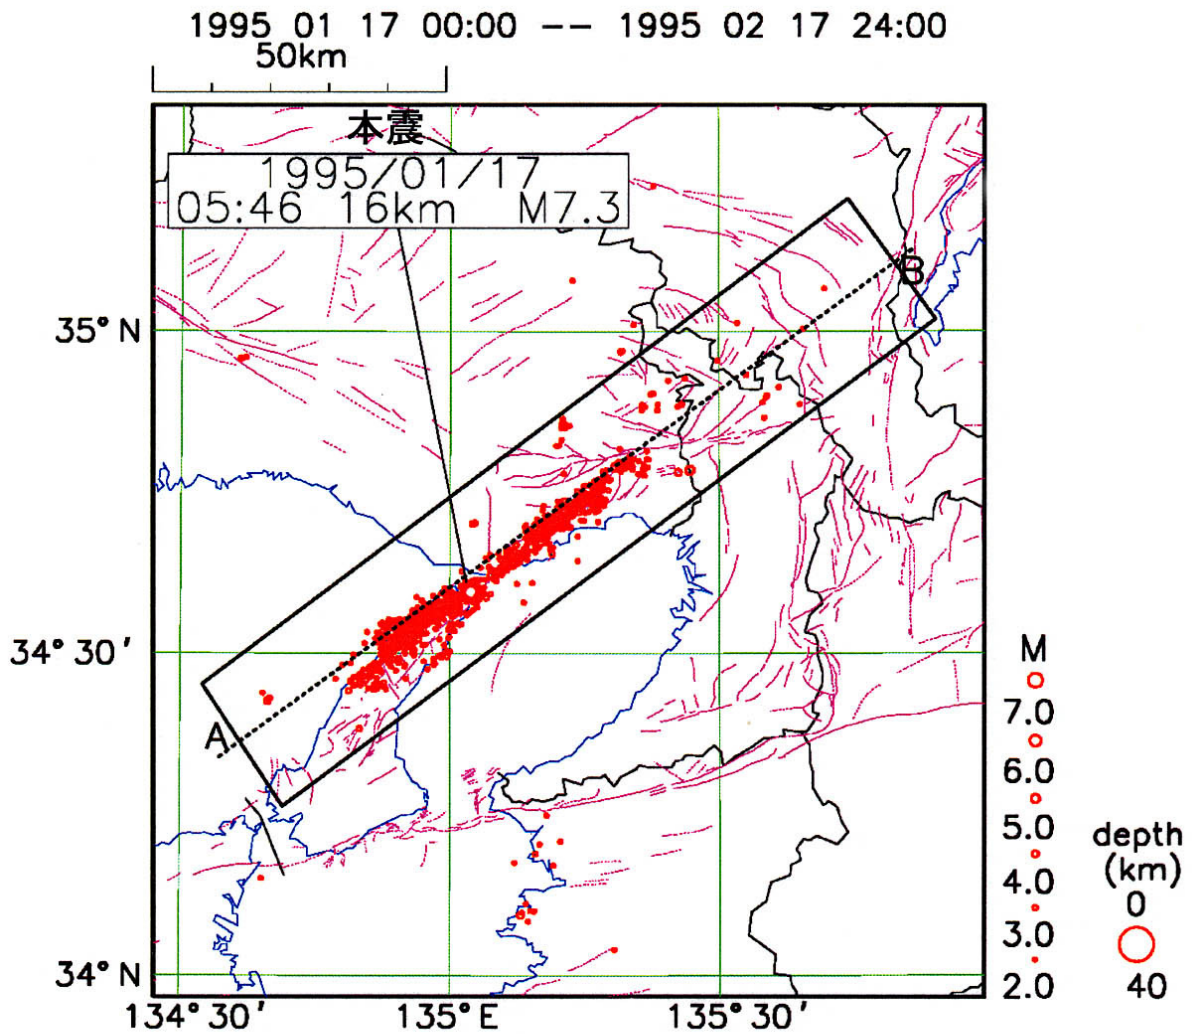 1995 01 17 00:00 -- 1995 02 17 24:00
50km
本震
1995/01/17
05:46 16km M7.3
B
35° N
34° 30'
A
34° N
134° 30'
135° E
135° 30'
M
7.0
6.0
5.0
4.0
3.0
2.0
depth
(km)
0
40